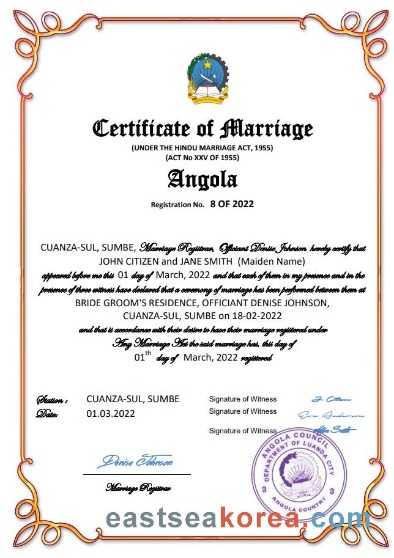 Certificate of Marriage
(UNDER THE HINDU MARRIAGE ACT, 1955)
(ACT No XXV OF 1955)
Angola
Registration No. 8 OF 2022
CUANZA-SUL, SUMBE, Marriage Registrar, Officiant Denise Johnson hereby certify that
JOHN CITIZEN and JANE SMITH (Maiden Name)
appeared before me this 01 day of March, 2022 and that each of them in my presence and in the
presence of three witness have declared that a ceremony of marriage has been performed between them at
BRIDE GROOM'S RESIDENCE, OFFICIANT DENISE JOHNSON,
CUANZA-SUL, SUMBE on 18-02-2022
and that is accordance with their desire to have their marriage registered under
Any Marriage Act the said marriage has, this day of
01th day of March, 2022 registered
Station : CUANZA-SUL, SUMBE
Date: 01.03.2022
Signature of Witness
Signature of Witness Eva Anderson
Signature of Witness
Denise Johnson
Marriage Registrar
ANGOLA COUNCIL
DEPARTMENT OF LUANDA CITY
ANGOLA COUNTRY
eastseakorea.com